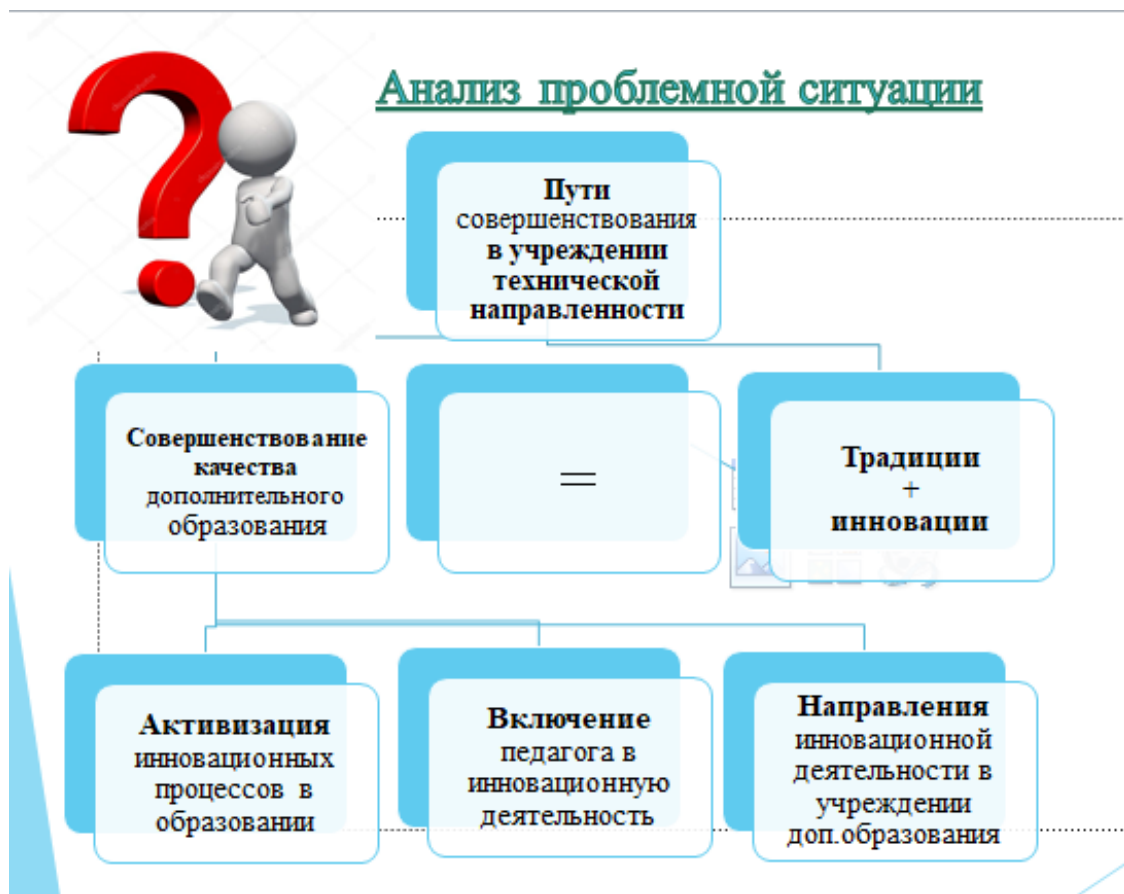 Анализ проблемной ситуации
Пути
совершенствования
в учреждении
технической
направленности
Совершенствование
качества
дополнительного
образования
=
Традиции
+
инновации
Активизация
инновационных
процессов в
образовании
Включение
педагога в
инновационную
деятельность
Направления
инновационной
деятельности в
учреждении
доп.образования